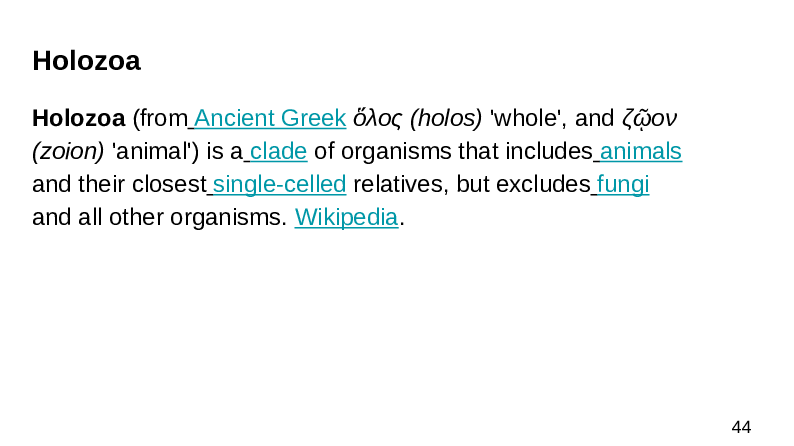 Holozoa
Holozoa (from Ancient Greek ὅλος (holos) 'whole', and ζῷον
(zoion) 'animal') is a clade of organisms that includes animals
and their closest single-celled relatives, but excludes fungi
and all other organisms. Wikipedia.
44